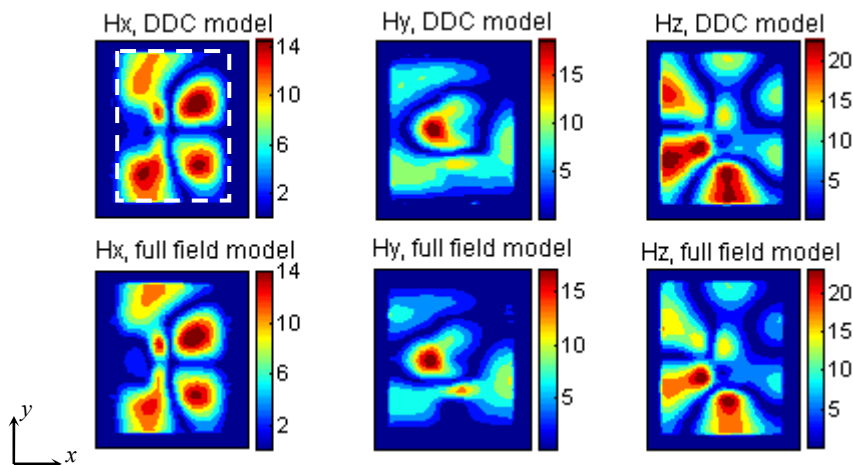 Hx, DDC model
Hy, DDC model
Hz, DDC model
14
10
6
2
15
10
5
20
15
10
5
Hx, full field model
Hy, full field model
Hz, full field model
14
10
6
2
15
10
5
20
15
10
5
y
x